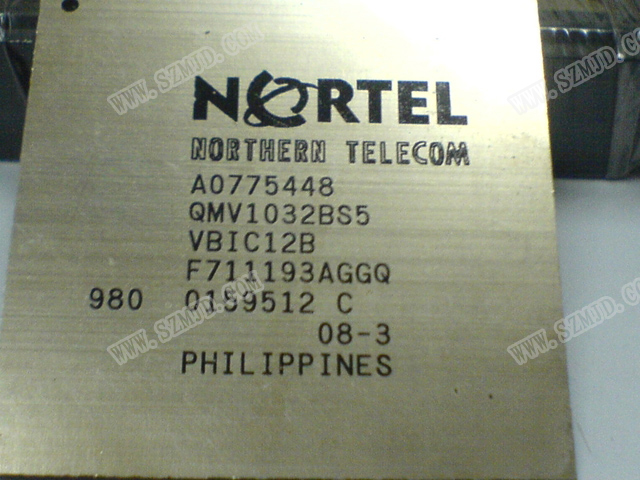 NORTEL
NORTHERN TELECOM
A0775448
QMV1032BS5
VBIC12B
F711193AGGQ
980 0159512 C
08-3
PHILIPPINES
WWW.SZMJD.COM
WWW.SZMJD.CO
WWW.SZMJD.COM
WWW.SZMJD.COM